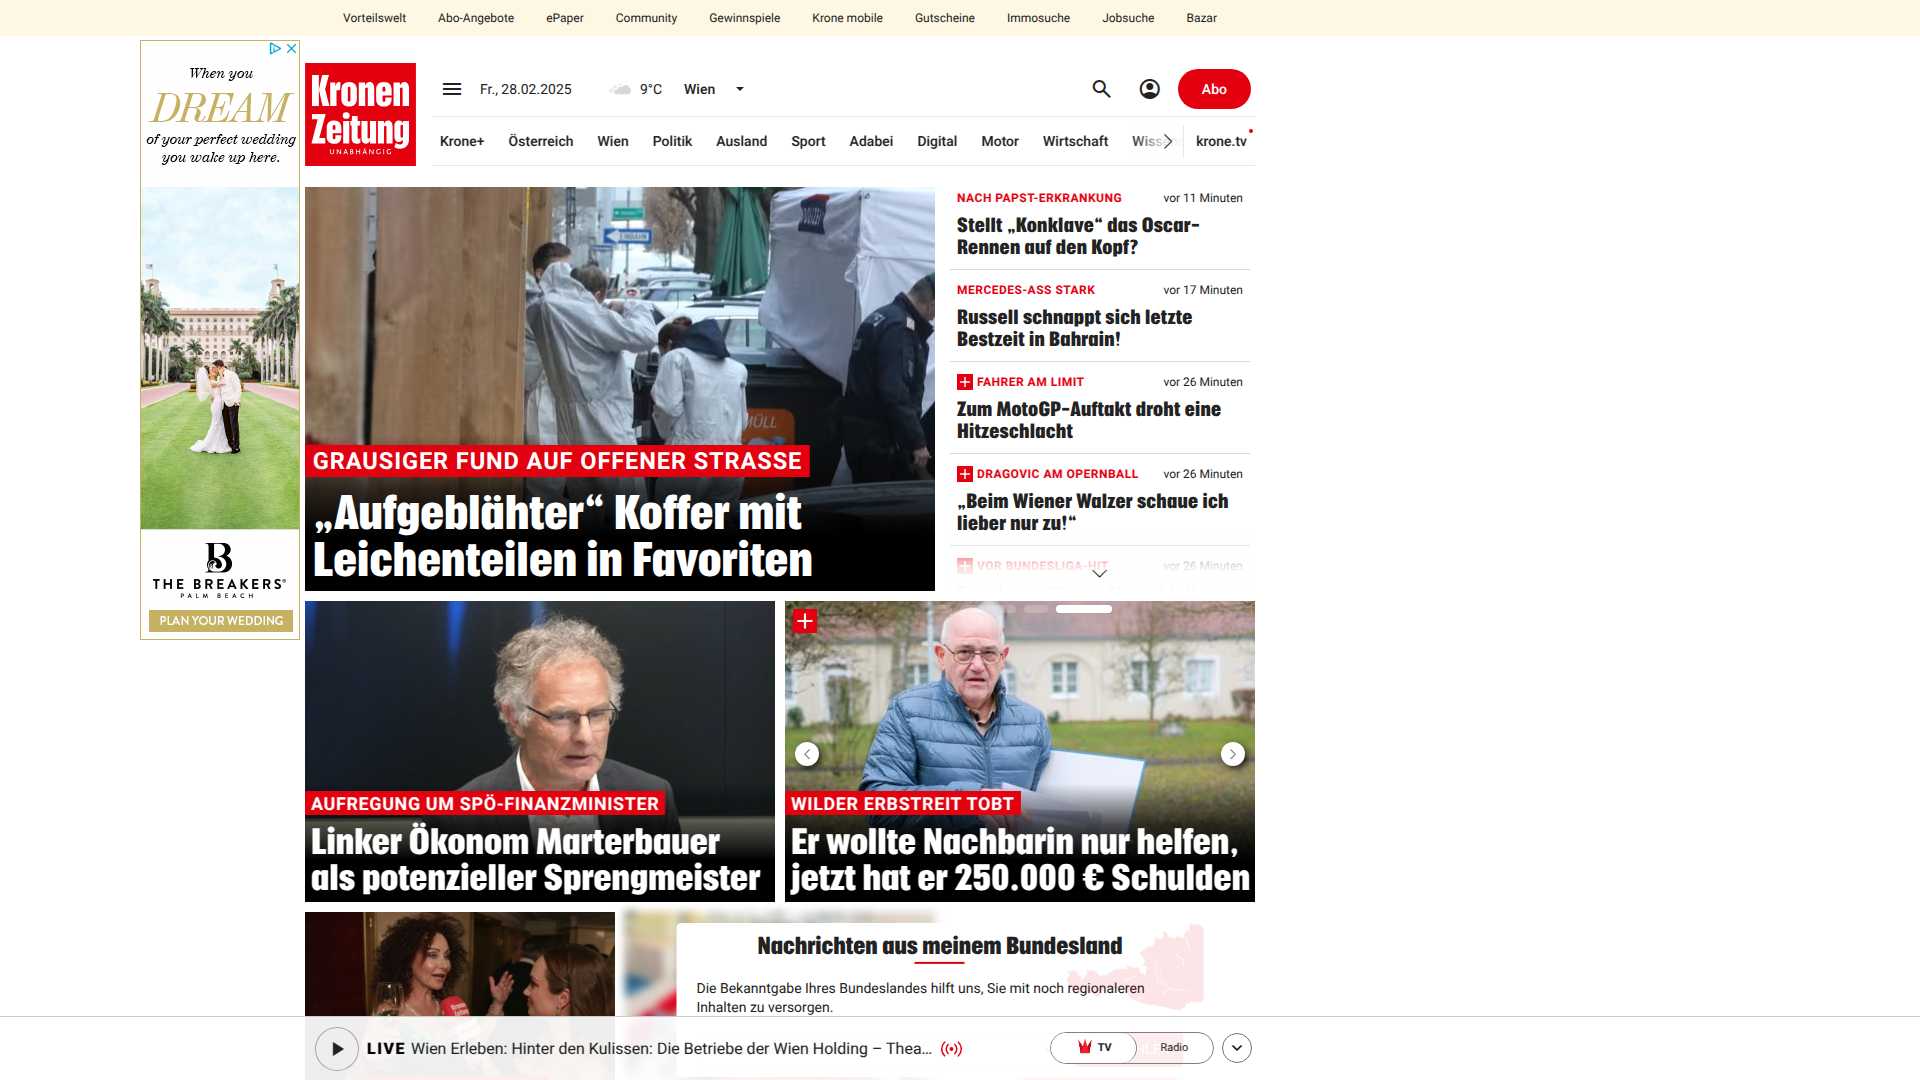 Vorteilswelt Abo-Angebote ePaper Community Gewinnspiele Krone mobile Gutscheine Immosuche Jobsuche Bazar
When you
DREAM
of your perfect wedding
you wake up here.
THE BREAKERS®
PALM BEACH
PLAN YOUR WEDDING
Kronen
Zeitung
UNABHÄNGIG
Fr., 28.02.2025 9°C Wien
Abo
Krone+ Österreich Wien Politik Ausland Sport Adabei Digital Motor Wirtschaft krone.tv
GRAUSIGER FUND AUF OFFENER STRASSE
„Aufgeblähter“ Koffer mit
Leichenteilen in Favoriten
NACH PAPST-ERKRANKUNG vor 11 Minuten
Stellt „Konklave“ das Oscar-
Rennen auf den Kopf?
MERCEDES-ASS STARK vor 17 Minuten
Russell schnappt sich letzte
Bestzeit in Bahrain!
FAHRER AM LIMIT vor 26 Minuten
Zum MotoGP-Auftakt droht eine
Hitzeschlacht
DRAGOVIC AM OPERNBALL vor 26 Minuten
„Beim Wiener Walzer schaue ich
lieber nur zu!“
VOR BUNDESLIGA-HIT vor 26 Minuten
AUFREGUNG UM SPÖ-FINANZMINISTER
Linker Ökonom Marterbauer
als potenzieller Sprengmeister
WILDER ERBSTREIT TOBT
Er wollte Nachbarin nur helfen,
jetzt hat er 250.000 € Schulden
Nachrichten aus meinem Bundesland
Die Bekanntgabe Ihres Bundeslandes hilft uns, Sie mit noch regionaleren
Inhalten zu versorgen.
LIVE Wien Erleben: Hinter den Kulissen: Die Betriebe der Wien Holding – Thea...
TV Radio